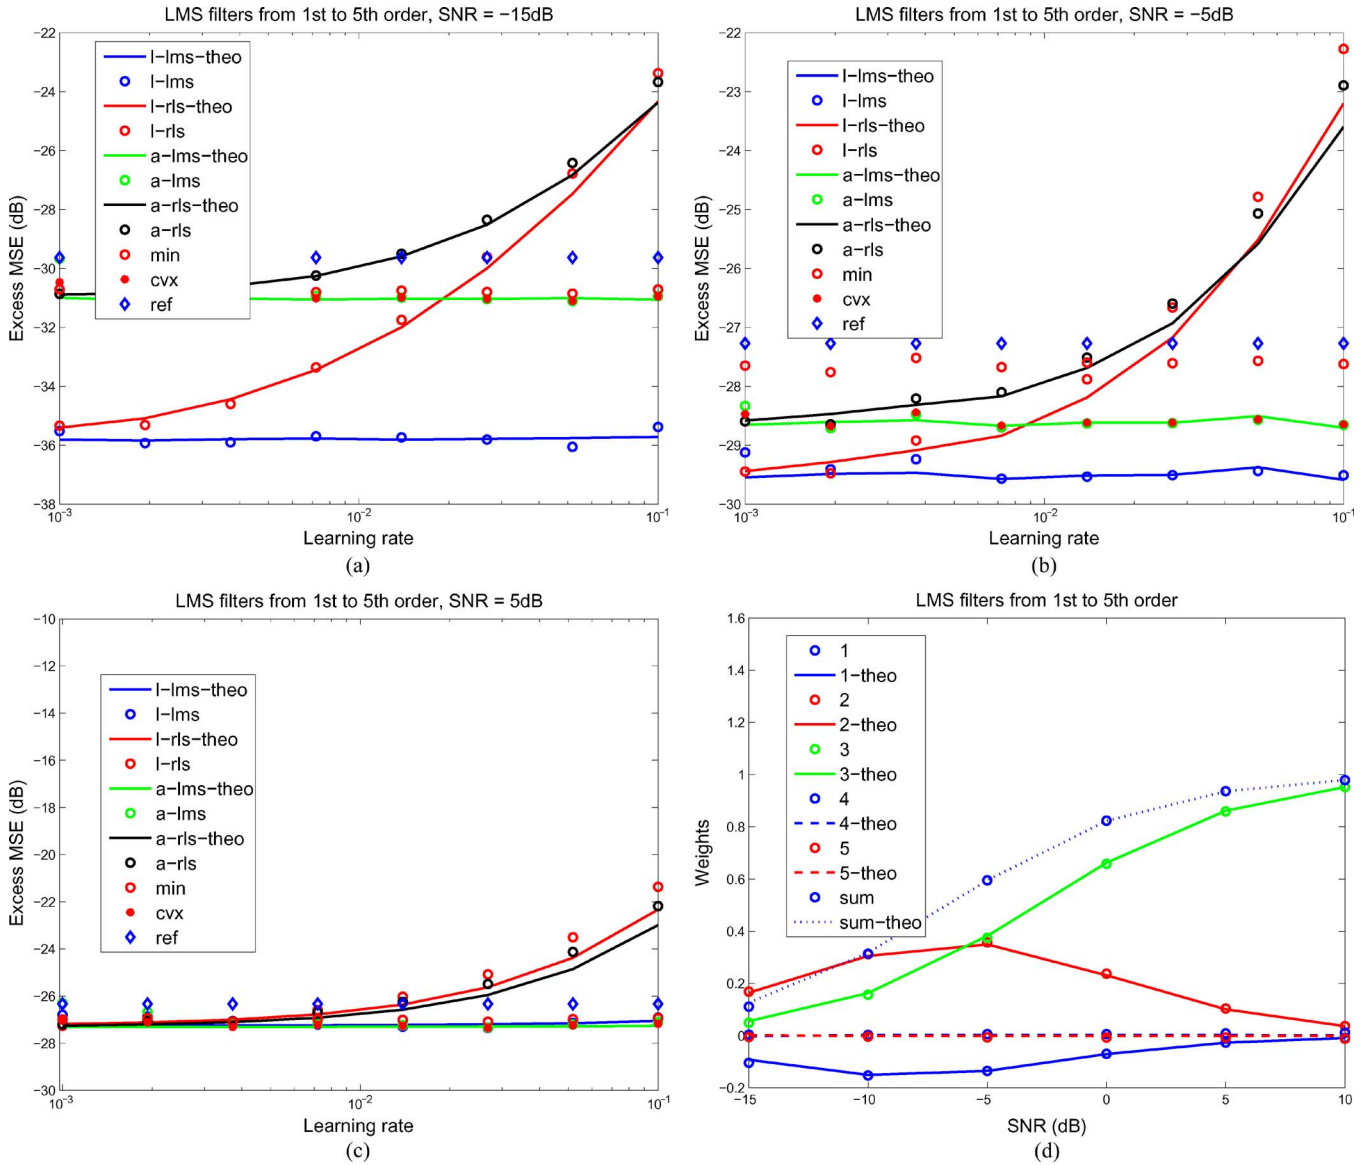 LMS filters from 1st to 5th order, SNR = −15dB
−22
−24
−26
−28
−30
−32
−34
−36
−38
Excess MSE (dB)
l−lms−theo
l−lms
l−rls−theo
l−rls
a−lms−theo
a−lms
a−rls−theo
a−rls
min
cvx
ref
10⁻³
10⁻²
10⁻¹
Learning rate
(a)
LMS filters from 1st to 5th order, SNR = −5dB
−22
−23
−24
−25
−26
−27
−28
−29
−30
Excess MSE (dB)
l−lms−theo
l−lms
l−rls−theo
l−rls
a−lms−theo
a−lms
a−rls−theo
a−rls
min
cvx
ref
10⁻³
10⁻²
10⁻¹
Learning rate
(b)
LMS filters from 1st to 5th order, SNR = 5dB
−10
−12
−14
−16
−18
−20
−22
−24
−26
−28
−30
Excess MSE (dB)
l−lms−theo
l−lms
l−rls−theo
l−rls
a−lms−theo
a−lms
a−rls−theo
a−rls
min
cvx
ref
10⁻³
10⁻²
10⁻¹
Learning rate
(c)
LMS filters from 1st to 5th order
1.6
1.4
1.2
1
0.8
0.6
0.4
0.2
0
−0.2
Weights
1
1−theo
2
2−theo
3
3−theo
4
4−theo
5
5−theo
sum
sum−theo
−15
−10
−5
0
5
10
SNR (dB)
(d)